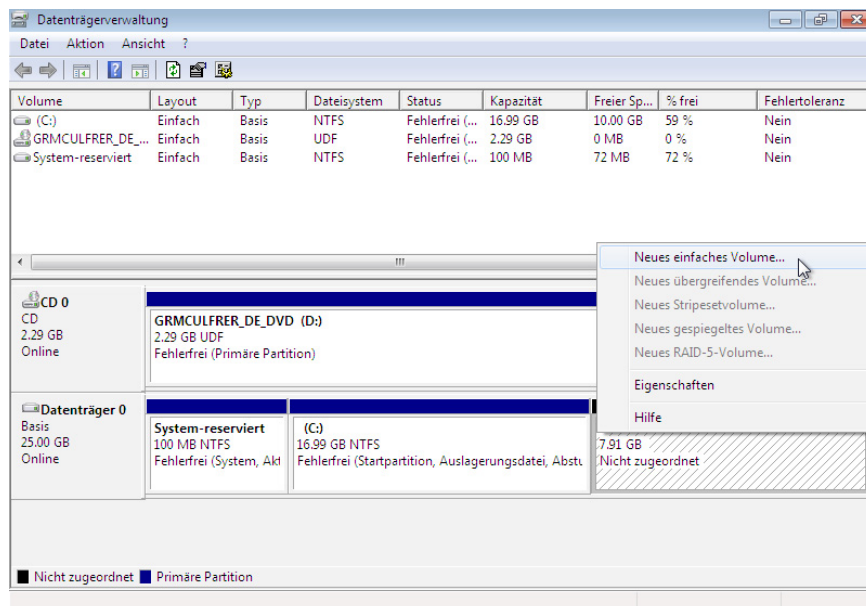 Datenträgerverwaltung
Datei Aktion Ansicht ?
Volume Layout Typ Dateisystem Status Kapazität Freier Sp... % frei Fehlertoleranz
(C:) Einfach Basis NTFS Fehlerfrei (... 16.99 GB 10.00 GB 59 % Nein
GRMCULFRER_DE_... Einfach Basis UDF Fehlerfrei (... 2.29 GB 0 MB 0 % Nein
System-reserviert Einfach Basis NTFS Fehlerfrei (... 100 MB 72 MB 72 % Nein
Neues einfaches Volume...
Neues übergreifendes Volume...
Neues Stripesetvolume...
Neues gespiegeltes Volume...
Neues RAID-5-Volume...
Eigenschaften
Hilfe
CD 0
CD
2.29 GB
Online
GRMCULFRER_DE_DVD (D:)
2.29 GB UDF
Fehlerfrei (Primäre Partition)
Datenträger 0
Basis
25.00 GB
Online
System-reserviert
100 MB NTFS
Fehlerfrei (System, Akt
(C:)
16.99 GB NTFS
Fehlerfrei (Startpartition, Auslagerungsdatei, Abstu
7.91 GB
Nicht zugeordnet
Nicht zugeordnet Primäre Partition